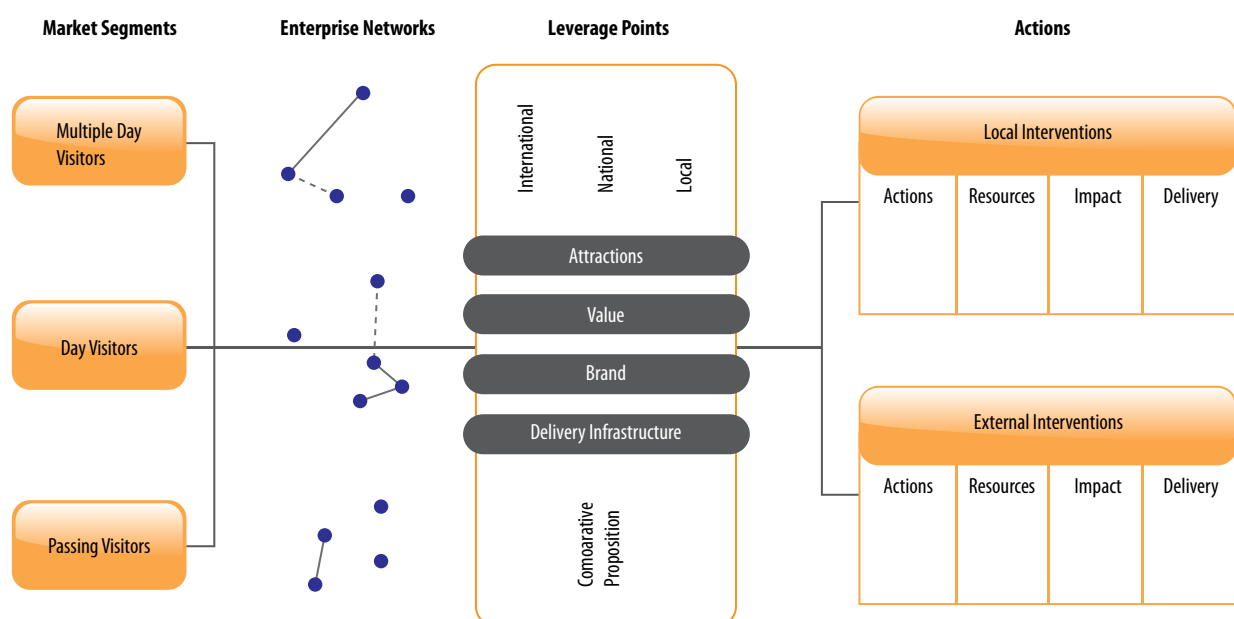 Market Segments
Enterprise Networks
Leverage Points
Actions
Multiple Day
Visitors
Day Visitors
Passing Visitors
International
National
Local
Attractions
Value
Brand
Delivery Infrastructure
Comoarative
Proposition
Local Interventions
Actions
Resources
Impact
Delivery
External Interventions
Actions
Resources
Impact
Delivery